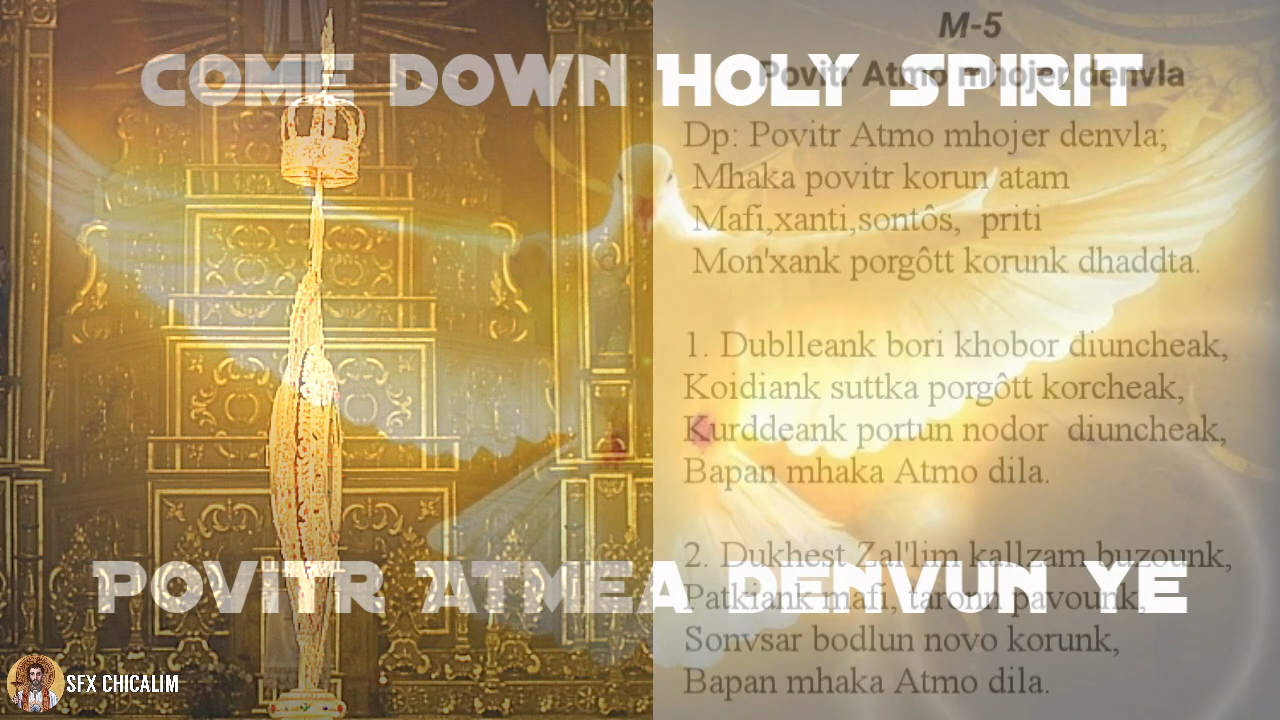 M-5
COME DOWN HOLY SPIRIT
Povitr Atmo mhojer denvla
Dp: Povitr Atmo mhojer denvla;
Mhaka povitr korun atam
Mafi,xanti,sontôs, priti
Mon'xank porgôtt korunk dhaddta.
1. Dublleank bori khobor diuncheak,
Koidiank suttka porgôtt korcheak,
Kurddeank portun nodor diuncheak,
Bapan mhaka Atmo dila.
2. Dukhest Zal'lim kallzam buzounk,
POVITR ATMEA DENVUN YE
Patkiank mafi, taronn pavounk,
Sonvsar bodlun novo korunk,
Bapan mhaka Atmo dila.
SFX CHICALIM